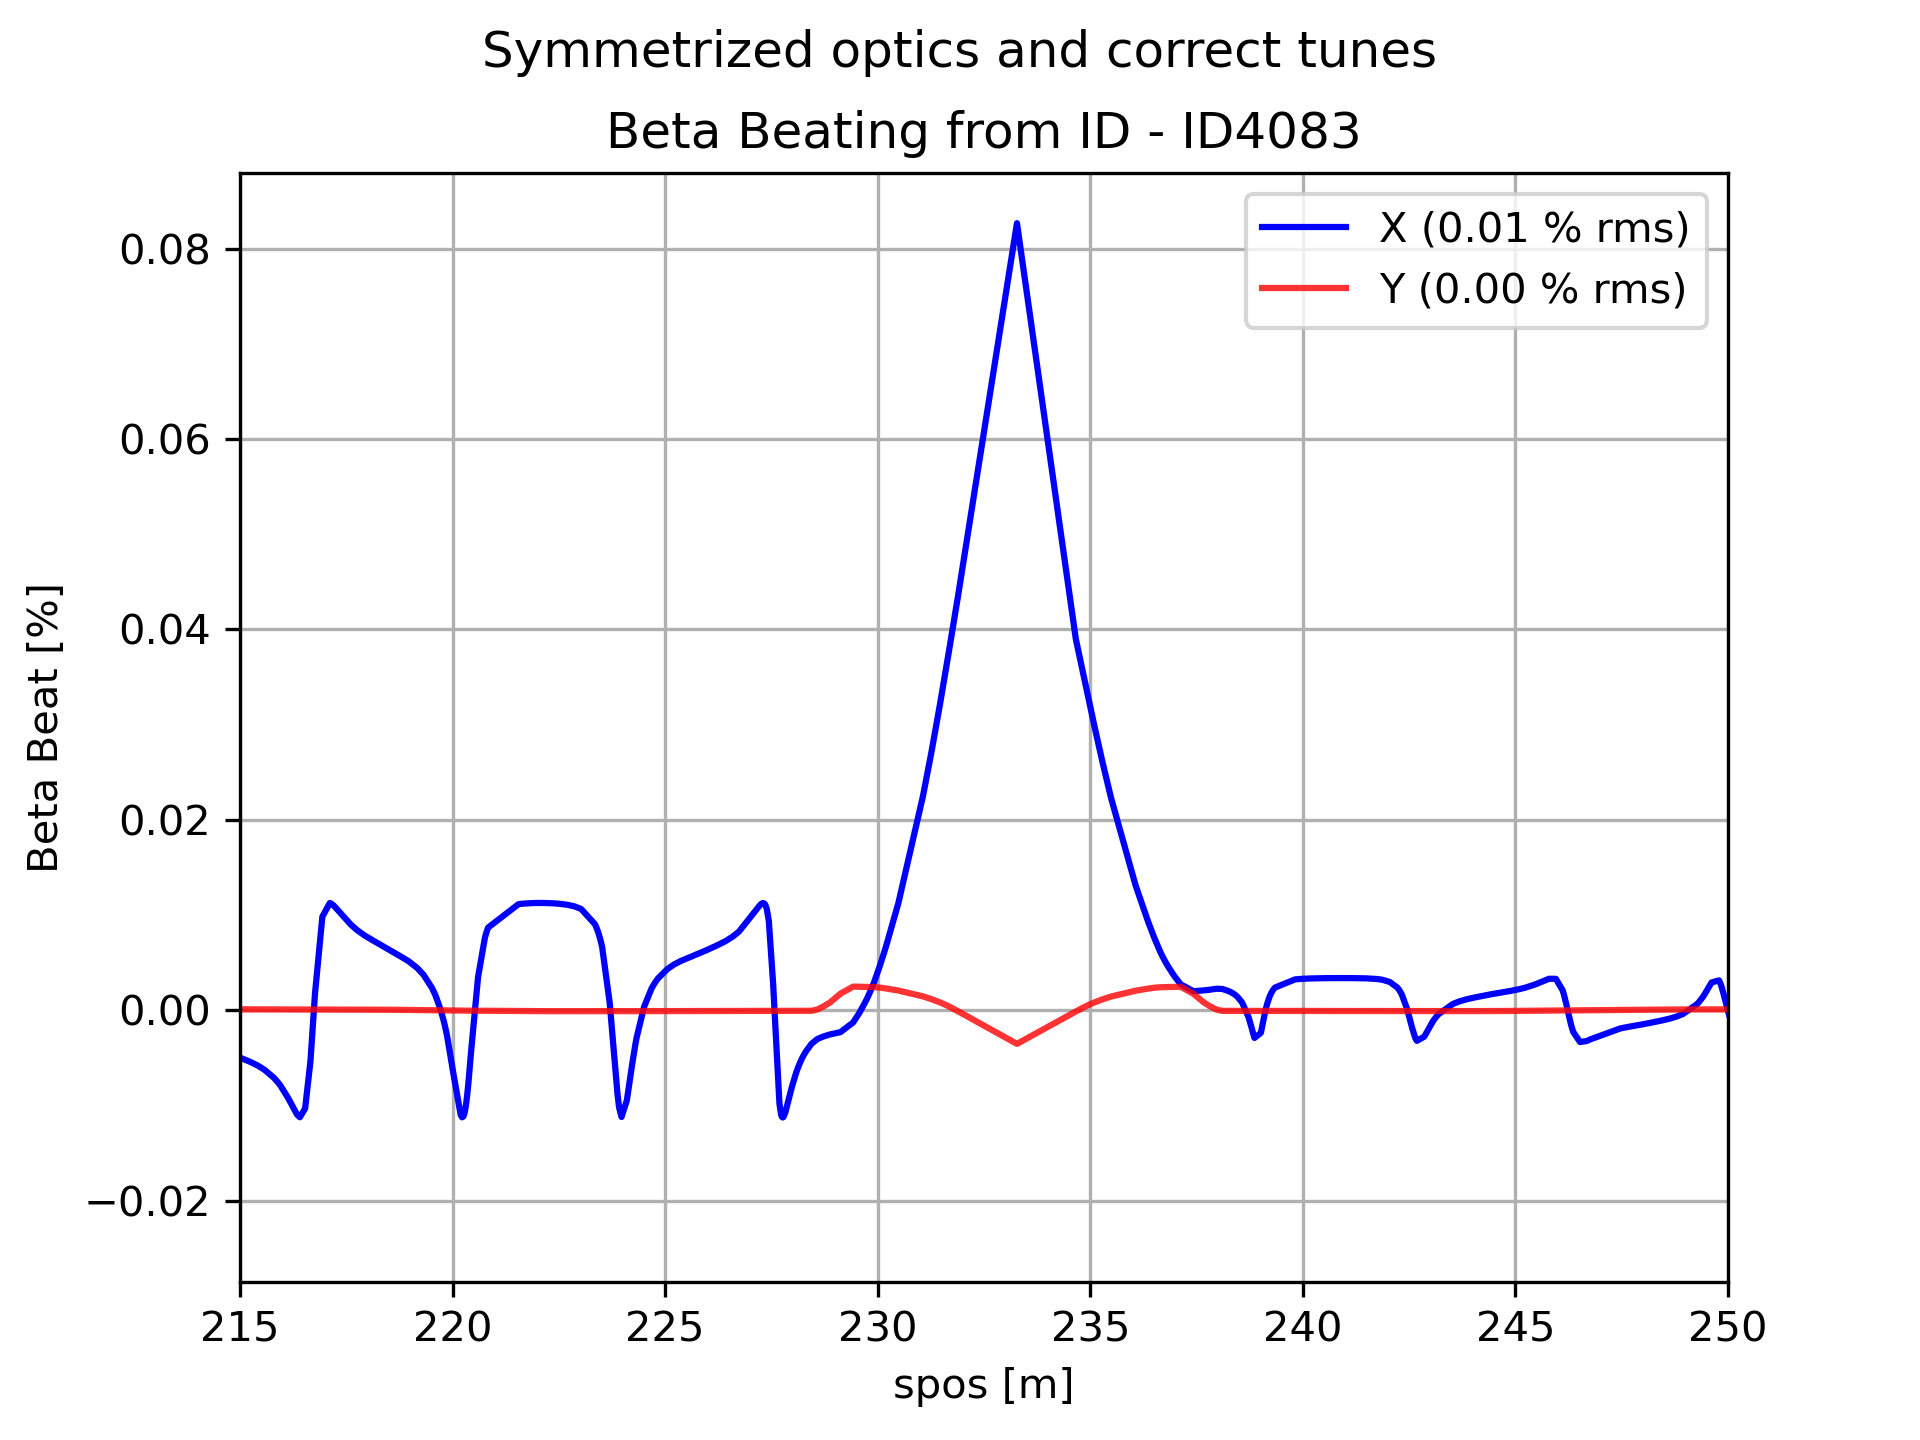 Symmetrized optics and correct tunes
Beta Beating from ID - ID4083
X (0.01 % rms)
Y (0.00 % rms)
Beta Beat [%]
0.08
0.06
0.04
0.02
0.00
−0.02
215 220 225 230 235 240 245 250
spos [m]